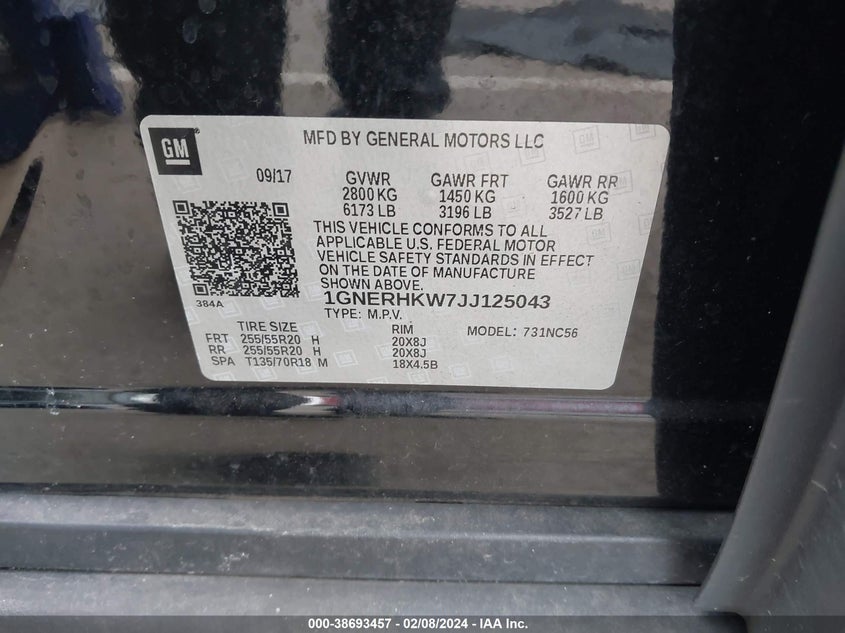 GM
MFD BY GENERAL MOTORS LLC
09/17 GVWR GAWR FRT GAWR RR
2800 KG 1450 KG 1600 KG
6173 LB 3196 LB 3527 LB
THIS VEHICLE CONFORMS TO ALL
APPLICABLE U.S. FEDERAL MOTOR
VEHICLE SAFETY STANDARDS IN EFFECT
ON THE DATE OF MANUFACTURE
SHOWN ABOVE.
384A
1GNERHKW7JJ125043
TYPE: M.P.V.
TIRE SIZE RIM MODEL: 731NC56
FRT 255/55R20 H 20X8J
RR 255/55R20 H 20X8J
SPA T135/70R18 M 18X4.5B
000-38693457 - 02/08/2024 - IAA Inc.